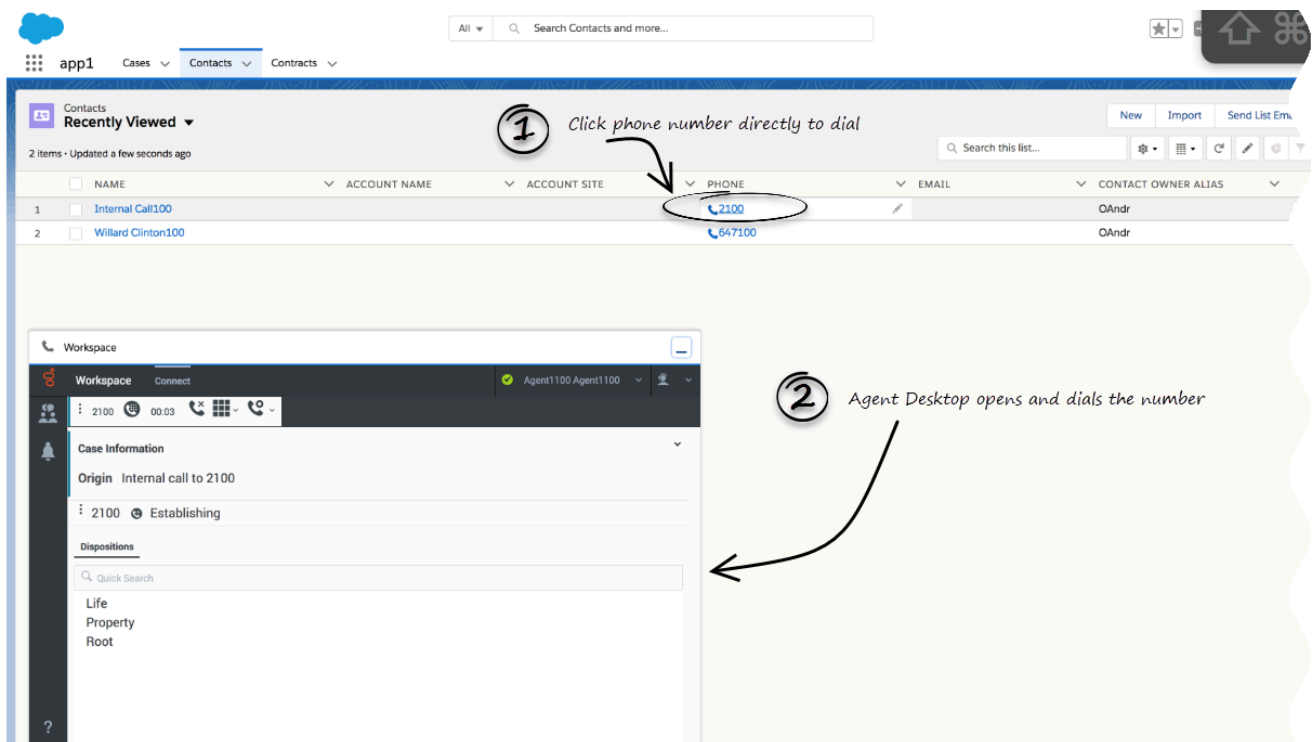 All Search Contacts and more...
⌘
app1 Cases Contacts Contracts
Contacts
Recently Viewed
New Import Send List
2 items • Updated a few seconds ago
Search this list...
1
Click phone number directly to dial
NAME ACCOUNT NAME ACCOUNT SITE PHONE EMAIL CONTACT OWNER ALIAS
1 Internal Call100 2100 OAndr
2 Willard Clinton100 647100 OAndr
Workspace
Workspace Connect Agent1100 Agent1100
2100 00:03
Case Information
Origin Internal call to 2100
2100 Establishing
Dispositions
Quick Search
Life
Property
Root
?
2
Agent Desktop opens and dials the number